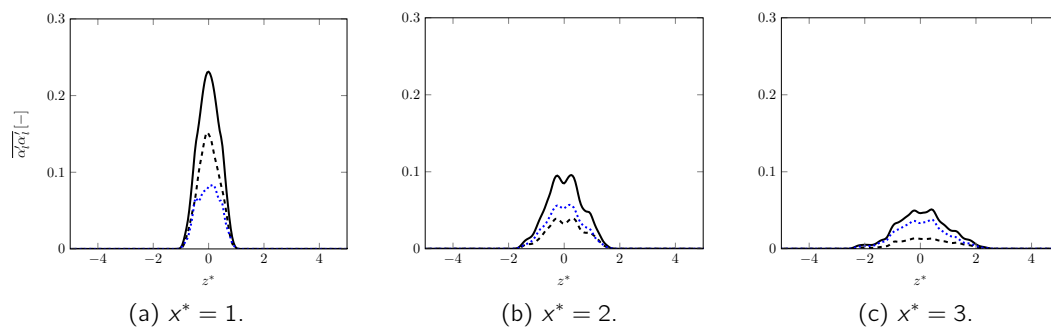 0.3
0.2
0.1
0
−4 −2 0 2 4
z*
α′lα′l [−]
(a) x* = 1.
0.3
0.2
0.1
0
−4 −2 0 2 4
z*
(b) x* = 2.
0.3
0.2
0.1
0
−4 −2 0 2 4
z*
(c) x* = 3.